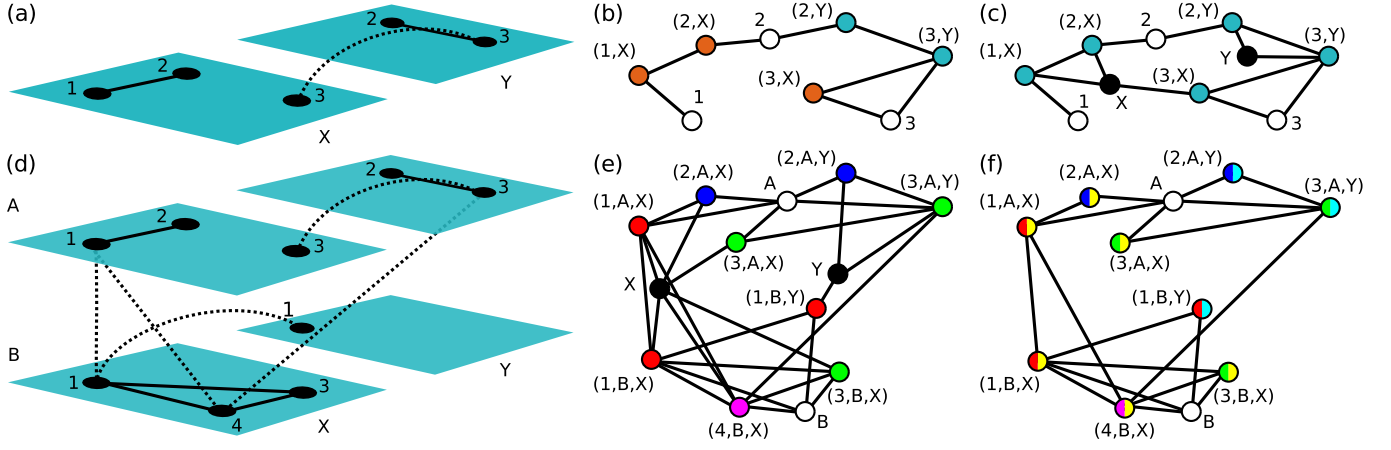 (a)
1
2
3
X
2
3
Y
(b)
(1,X)
(2,X)
2
(2,Y)
(3,Y)
(3,X)
1
3
(c)
(1,X)
(2,X)
2
(2,Y)
(3,Y)
Y
(3,X)
X
1
3
(d)
A
1
2
3
2
3
B
1
1
3
4
X
Y
(e)
(1,A,X)
(2,A,X)
A
(2,A,Y)
(3,A,Y)
(3,A,X)
X
Y
(1,B,Y)
(1,B,X)
(3,B,X)
(4,B,X)
B
(f)
(1,A,X)
(2,A,X)
A
(2,A,Y)
(3,A,Y)
(3,A,X)
(1,B,Y)
(1,B,X)
(3,B,X)
(4,B,X)
B